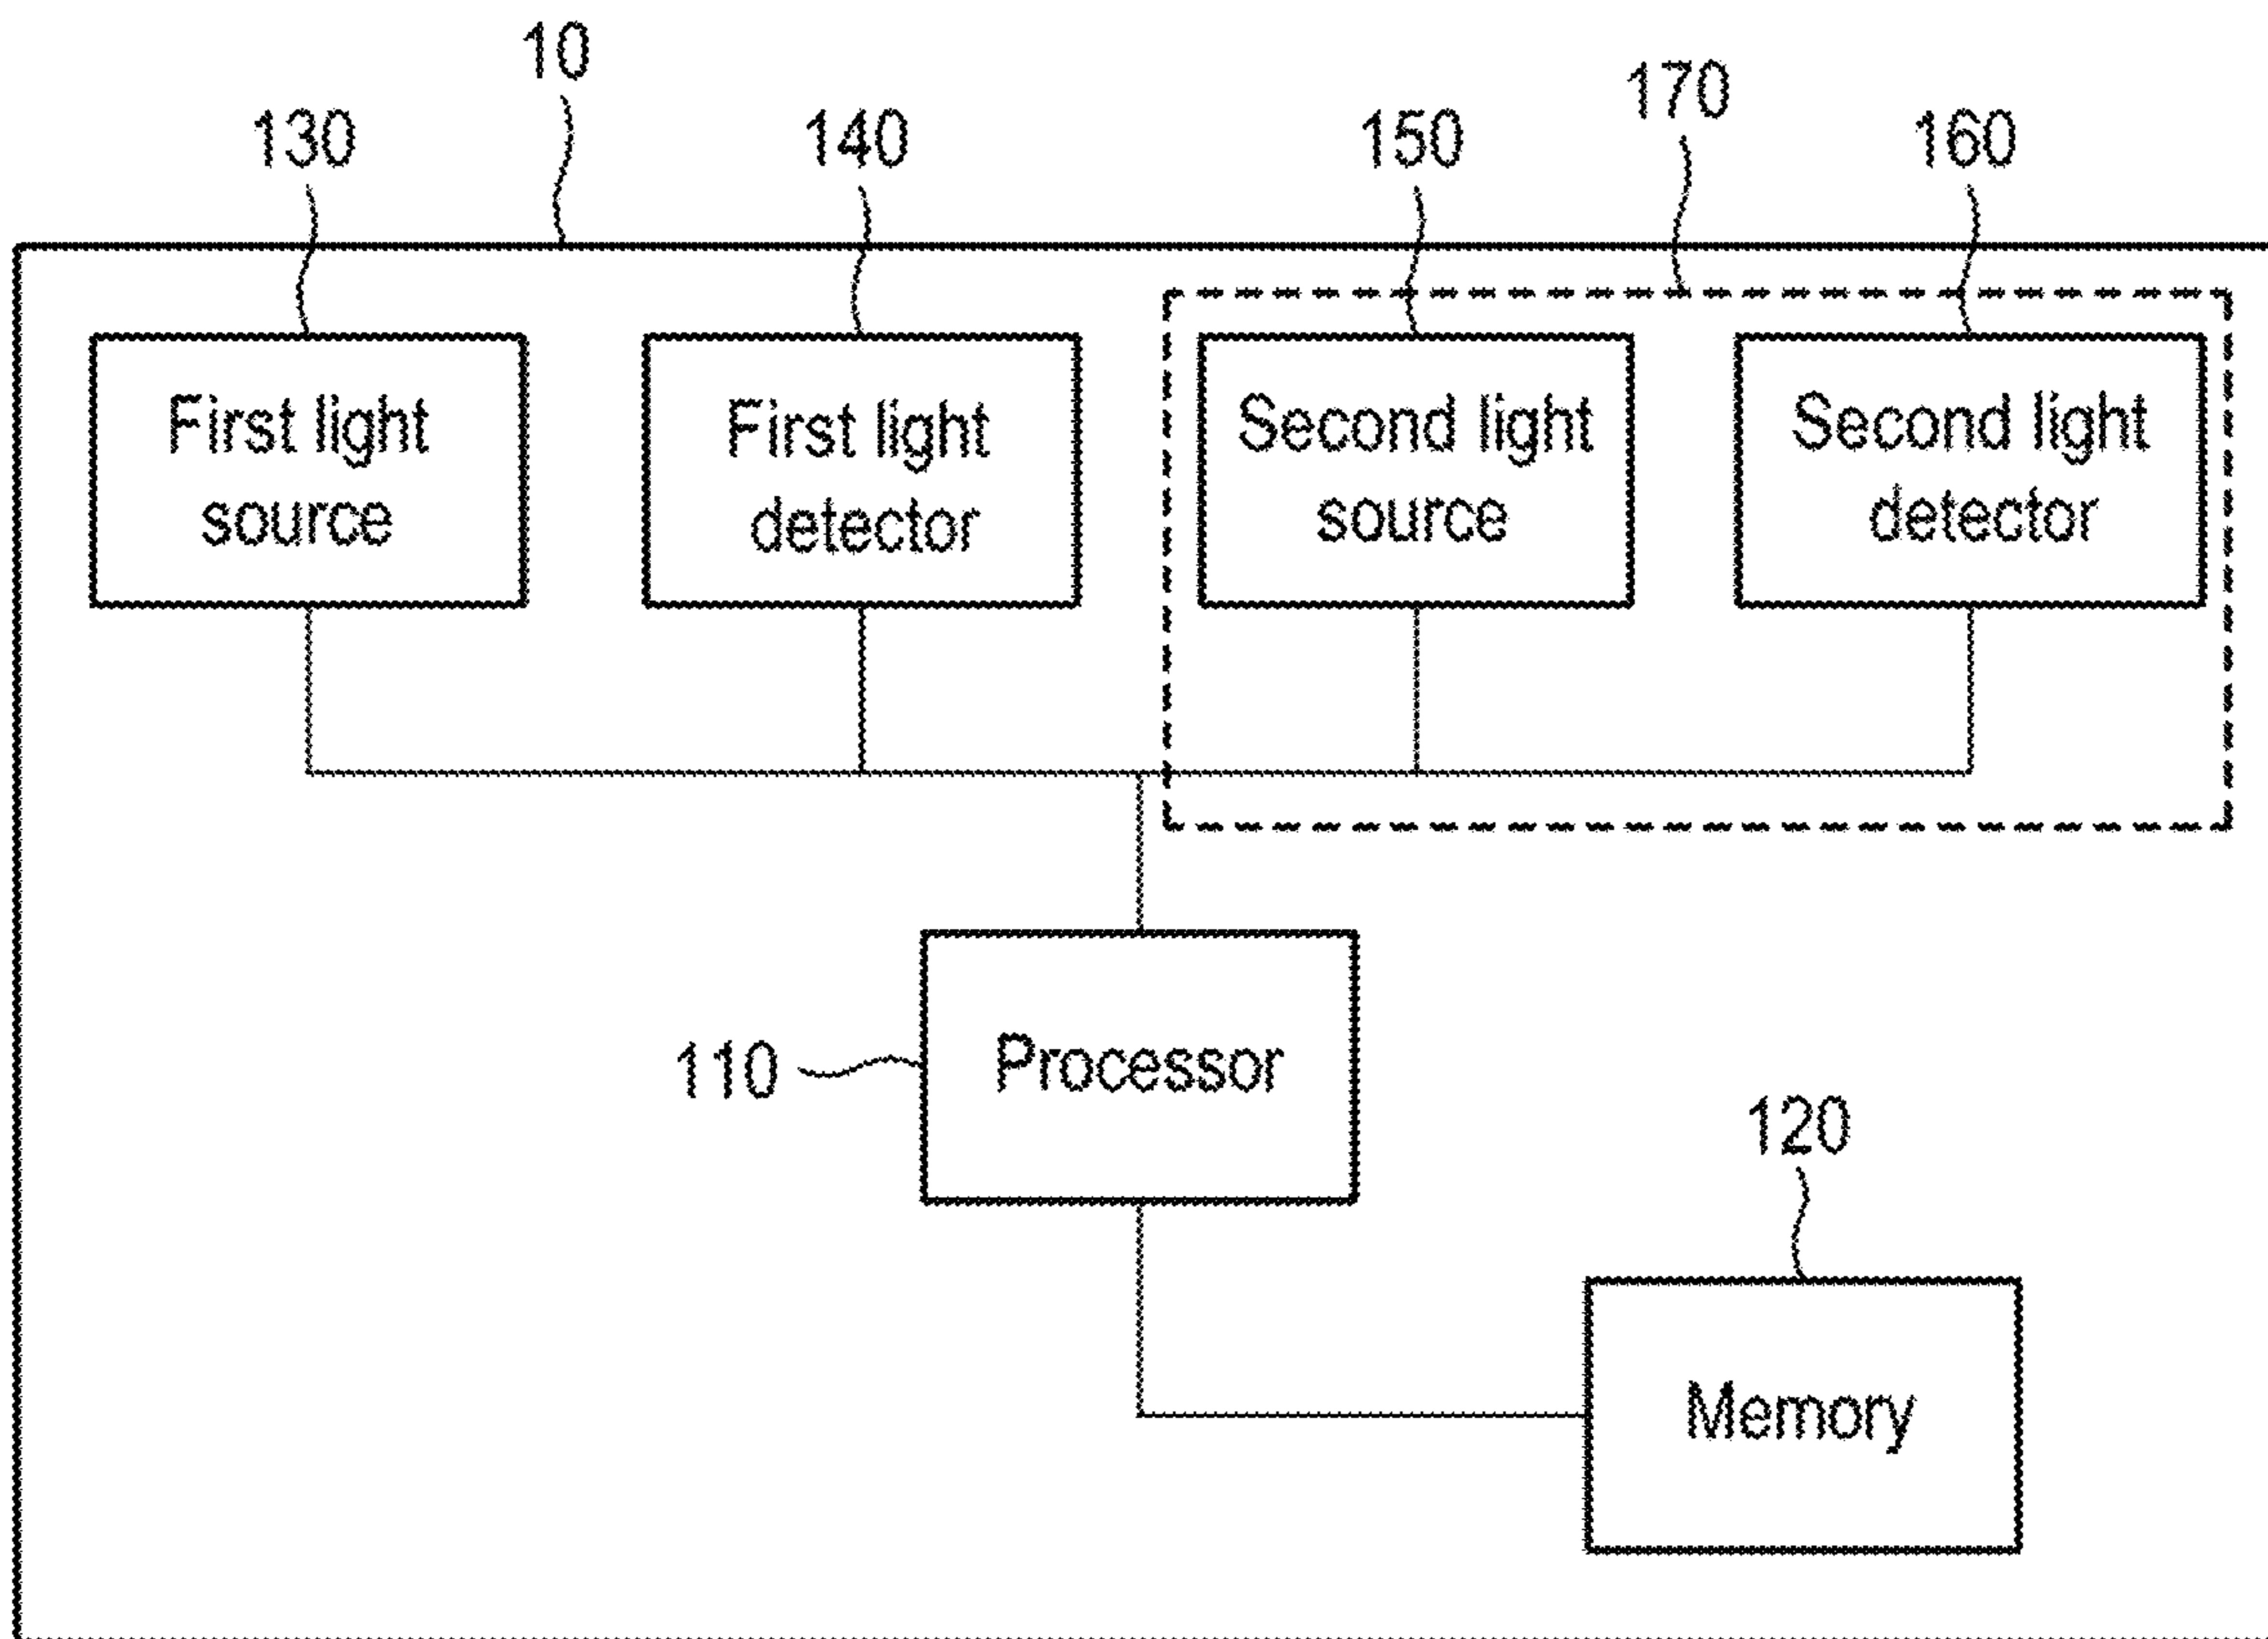 10
170
130
140
150
160
First light
source
First light
detector
Second light
source
Second light
detector
110
Processor
120
Memory